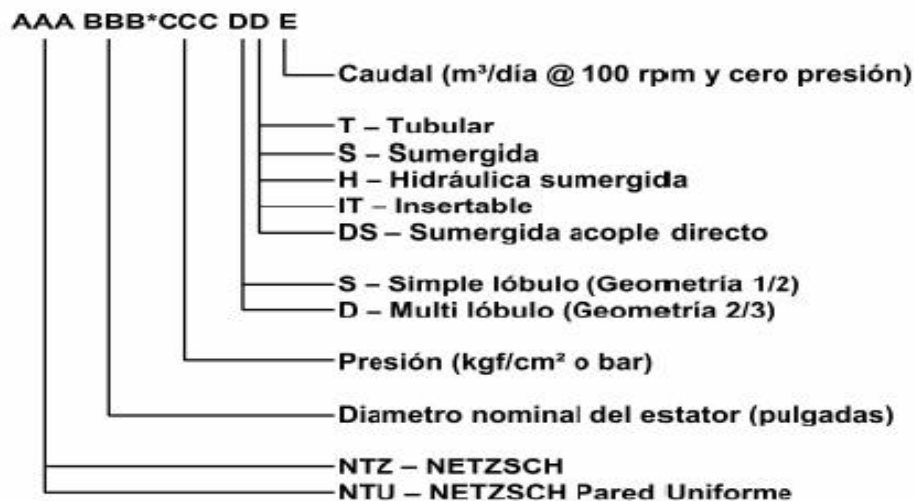 AAA BBB*CCC DD E
Caudal (m³/día @ 100 rpm y cero presión)
T – Tubular
S – Sumergida
H – Hidráulica sumergida
IT – Insertable
DS – Sumergida acople directo
S – Simple lóbulo (Geometría 1/2)
D – Multi lóbulo (Geometría 2/3)
Presión (kgf/cm² o bar)
Diametro nominal del estator (pulgadas)
NTZ – NETZSCH
NTU – NETZSCH Pared Uniforme